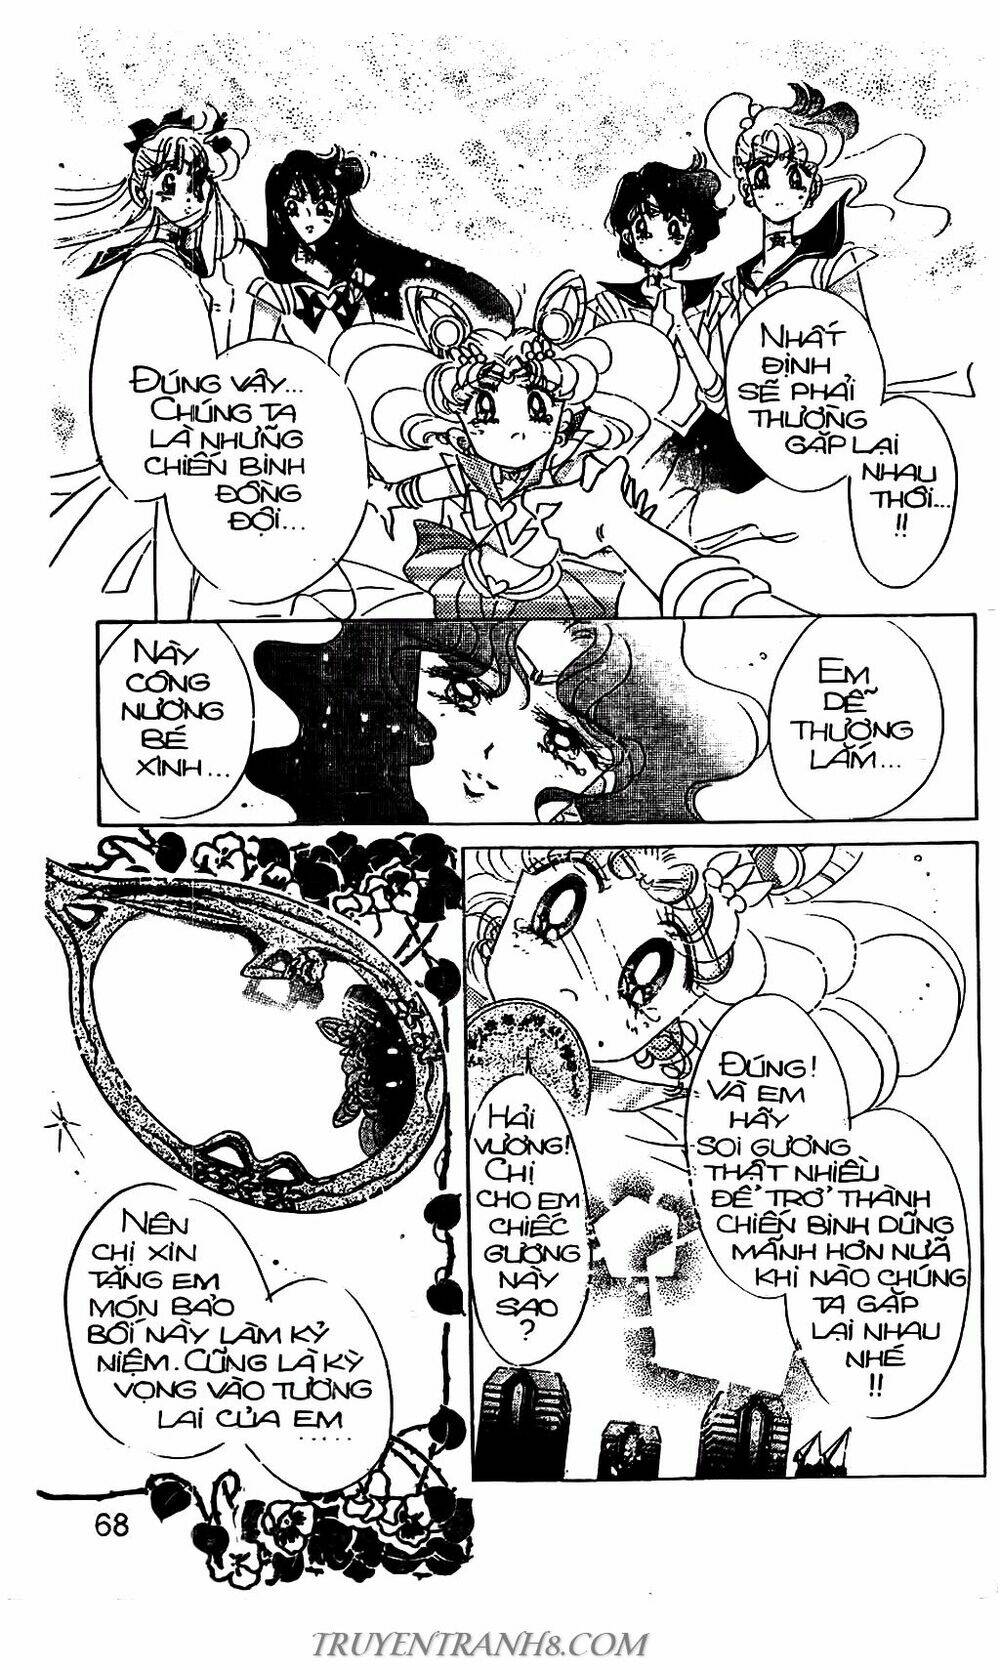 ĐÚNG VẬY...
CHÚNG TA
LÀ NHƯŨNG
CHIẾN BINH
ĐỒNG
ĐỘI...
NHẤT
ĐỊNH
SẼ PHẢI
THƯỜNG
GẶP LẠI
NHAU
THÔI...
!!
NÀY
CÔNG
NƯƠNG
BÉ
XINH...
EM
DỄ
THƯƠNG
LẮM...
NÊN
CHỊ XIN
TẶNG EM
MÓN BẢO
BỐI NÀY LÀM KỶ
NIỆM. CŨNG LÀ KỲ
VỌNG VÀO TƯƠNG
LAI CỦA EM
.....
HẢI
VƯƠNG!
CHỊ
CHO EM
CHIẾC
GƯƠNG
NÀY
SAO
?
ĐÚNG!
VÀ EM
HÃY
SOI GƯƠNG
THẬT NHIỀU
ĐỂ TRỞ THÀNH
CHIẾN BINH DŨNG
MÃNH HƠN NỮA
KHI NÀO CHÚNG
TA GẶP
LẠI NHAU
NHÉ
!!
68
TRUYENTRANH8.COM